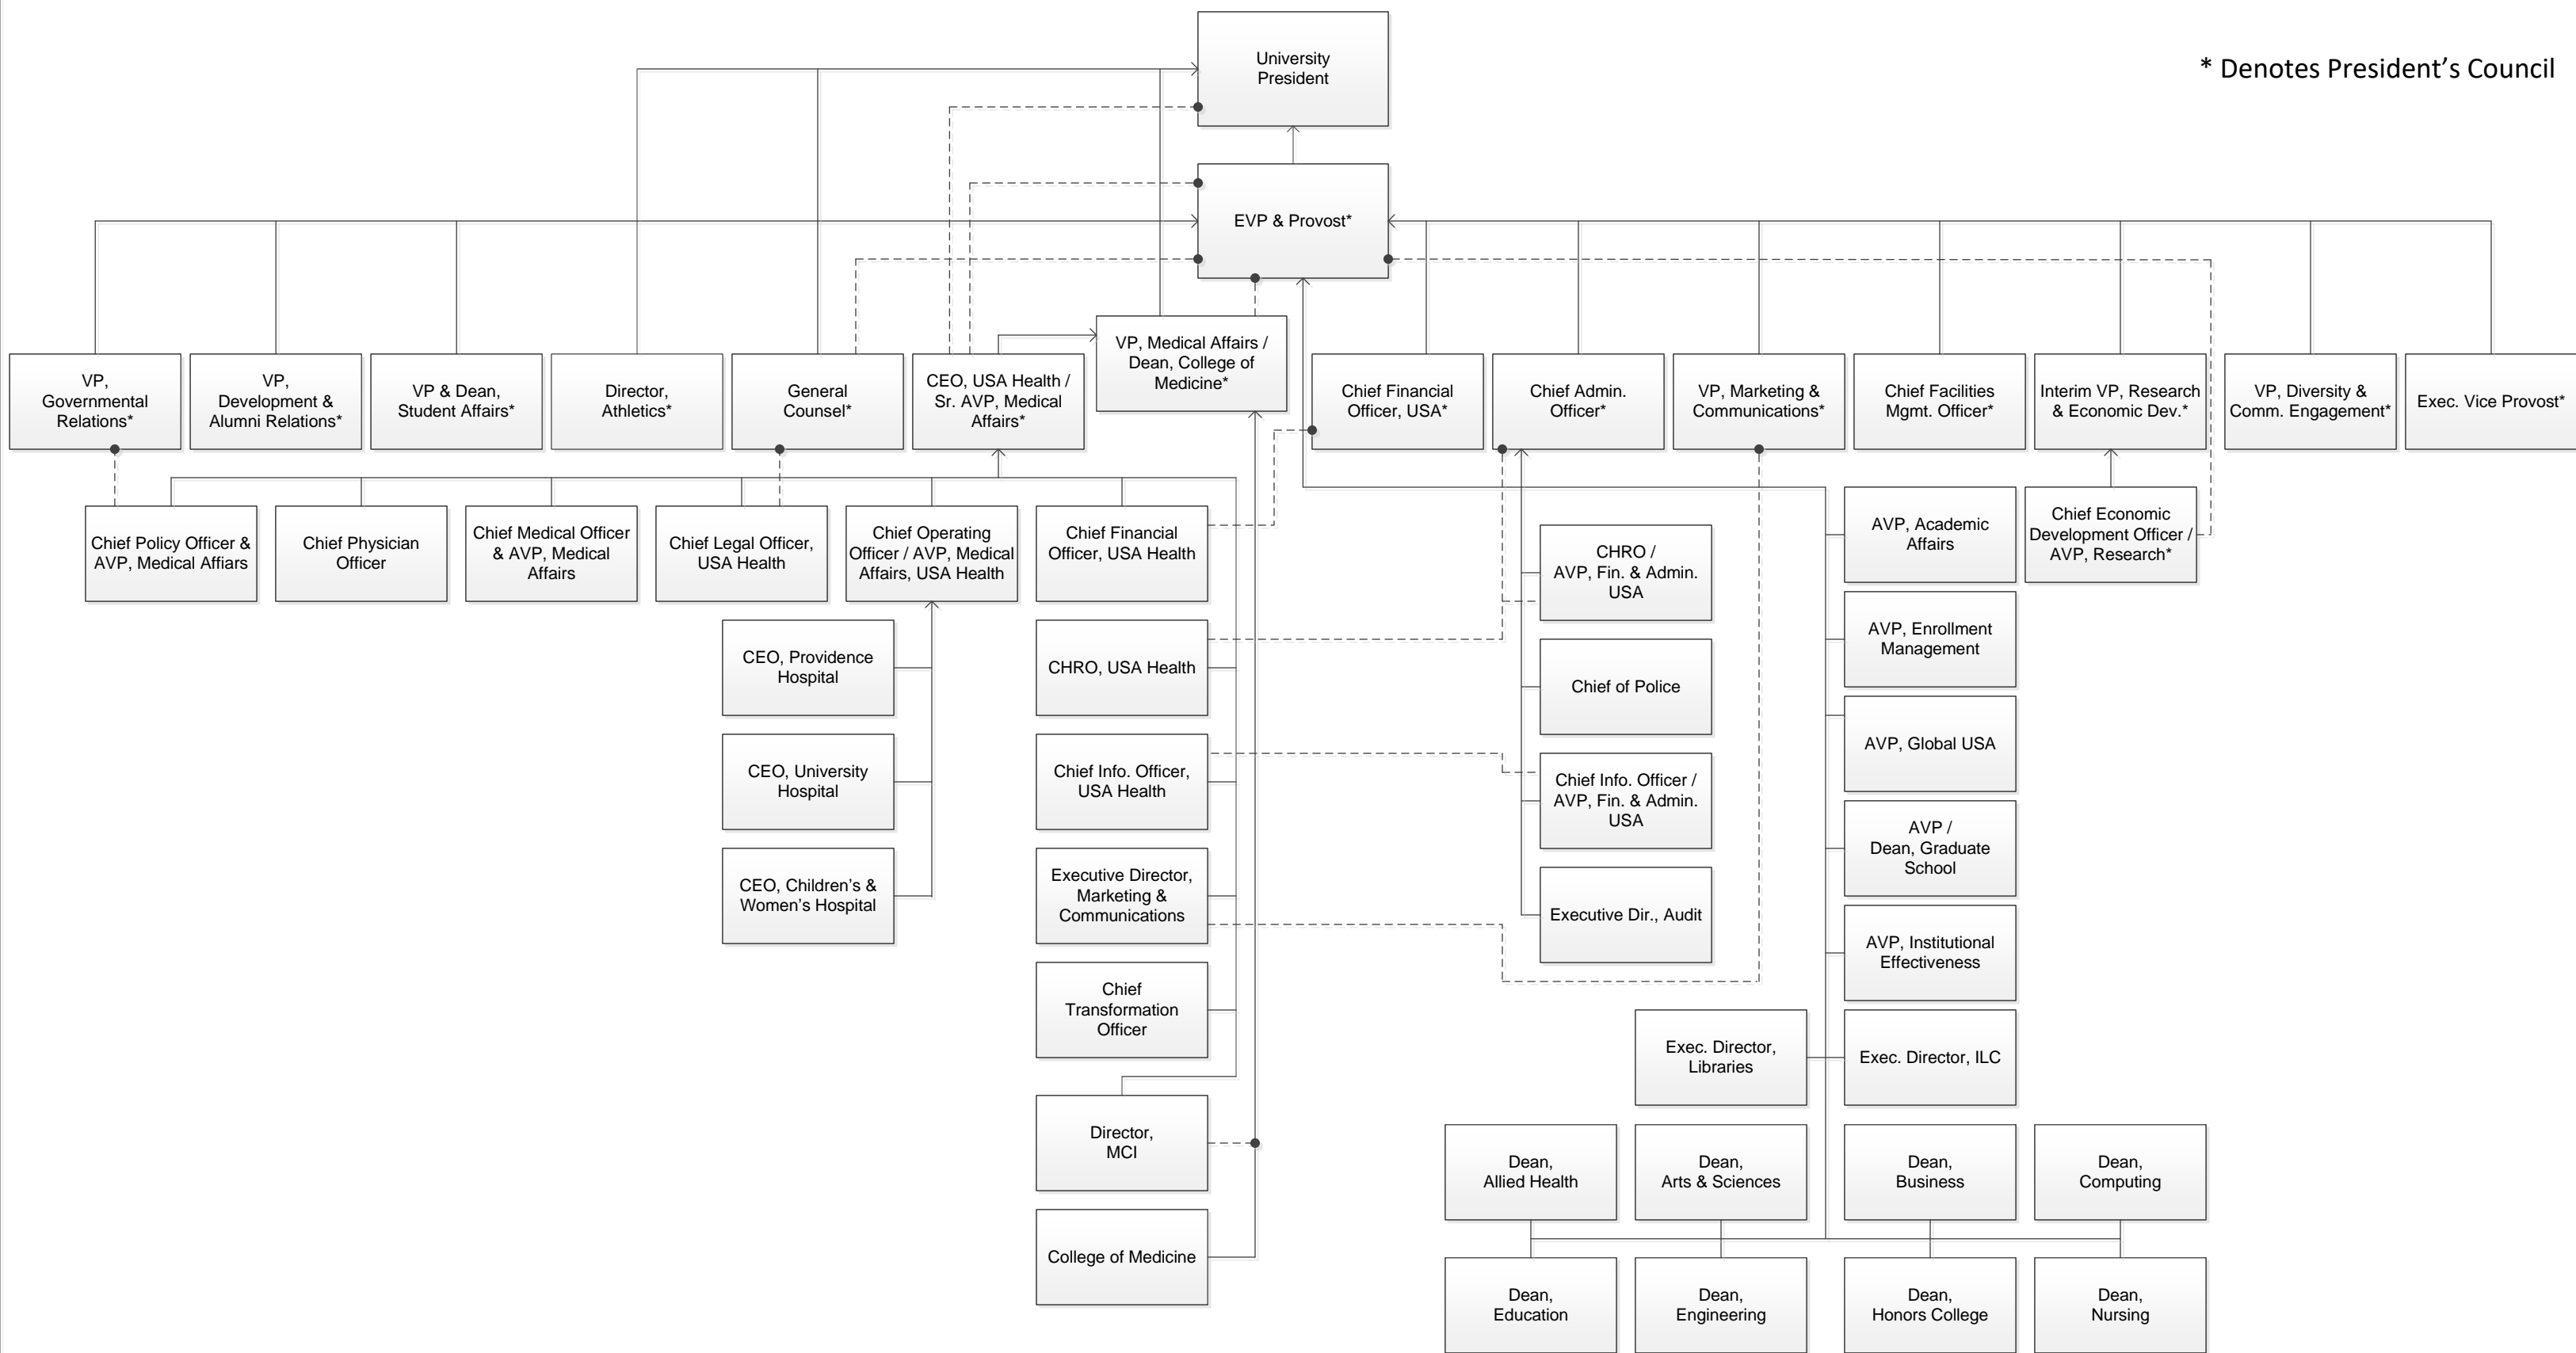 University
President
* Denotes President’s Council
EVP & Provost*
VP,
Governmental
Relations*
VP,
Development &
Alumni Relations*
VP & Dean,
Student Affairs*
Director,
Athletics*
General
Counsel*
CEO, USA Health /
Sr. AVP, Medical
Affairs*
VP, Medical Affairs /
Dean, College of
Medicine*
Chief Financial
Officer, USA*
Chief Admin.
Officer*
VP, Marketing &
Communications*
Chief Facilities
Mgmt. Officer*
Interim VP, Research
& Economic Dev.*
VP, Diversity &
Comm. Engagement*
Exec. Vice Provost*
Chief Policy Officer &
AVP, Medical Affiars
Chief Physician
Officer
Chief Medical Officer
& AVP, Medical
Affairs
Chief Legal Officer,
USA Health
Chief Operating
Officer / AVP, Medical
Affairs, USA Health
Chief Financial
Officer, USA Health
CHRO /
AVP, Fin. & Admin.
USA
AVP, Academic
Affairs
Chief Economic
Development Officer /
AVP, Research*
CEO, Providence
Hospital
CHRO, USA Health
Chief of Police
AVP, Enrollment
Management
CEO, University
Hospital
Chief Info. Officer,
USA Health
Chief Info. Officer /
AVP, Fin. & Admin.
USA
AVP, Global USA
CEO, Children’s &
Women’s Hospital
Executive Director,
Marketing &
Communications
Executive Dir., Audit
AVP /
Dean, Graduate
School
AVP, Institutional
Effectiveness
Chief
Transformation
Officer
Exec. Director,
Libraries
Exec. Director, ILC
Director,
MCI
Dean,
Allied Health
Dean,
Arts & Sciences
Dean,
Business
Dean,
Computing
College of Medicine
Dean,
Education
Dean,
Engineering
Dean,
Honors College
Dean,
Nursing